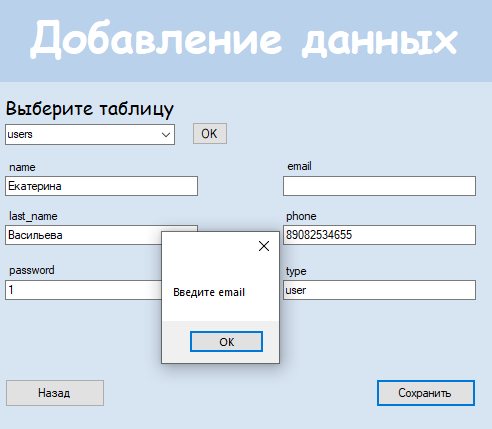 Добавление данных
Выберите таблицу
users
OK
name
email
Екатерина
last_name
phone
Васильева
89082534655
password
type
1
user
Введите email
OK
Назад
Сохранить